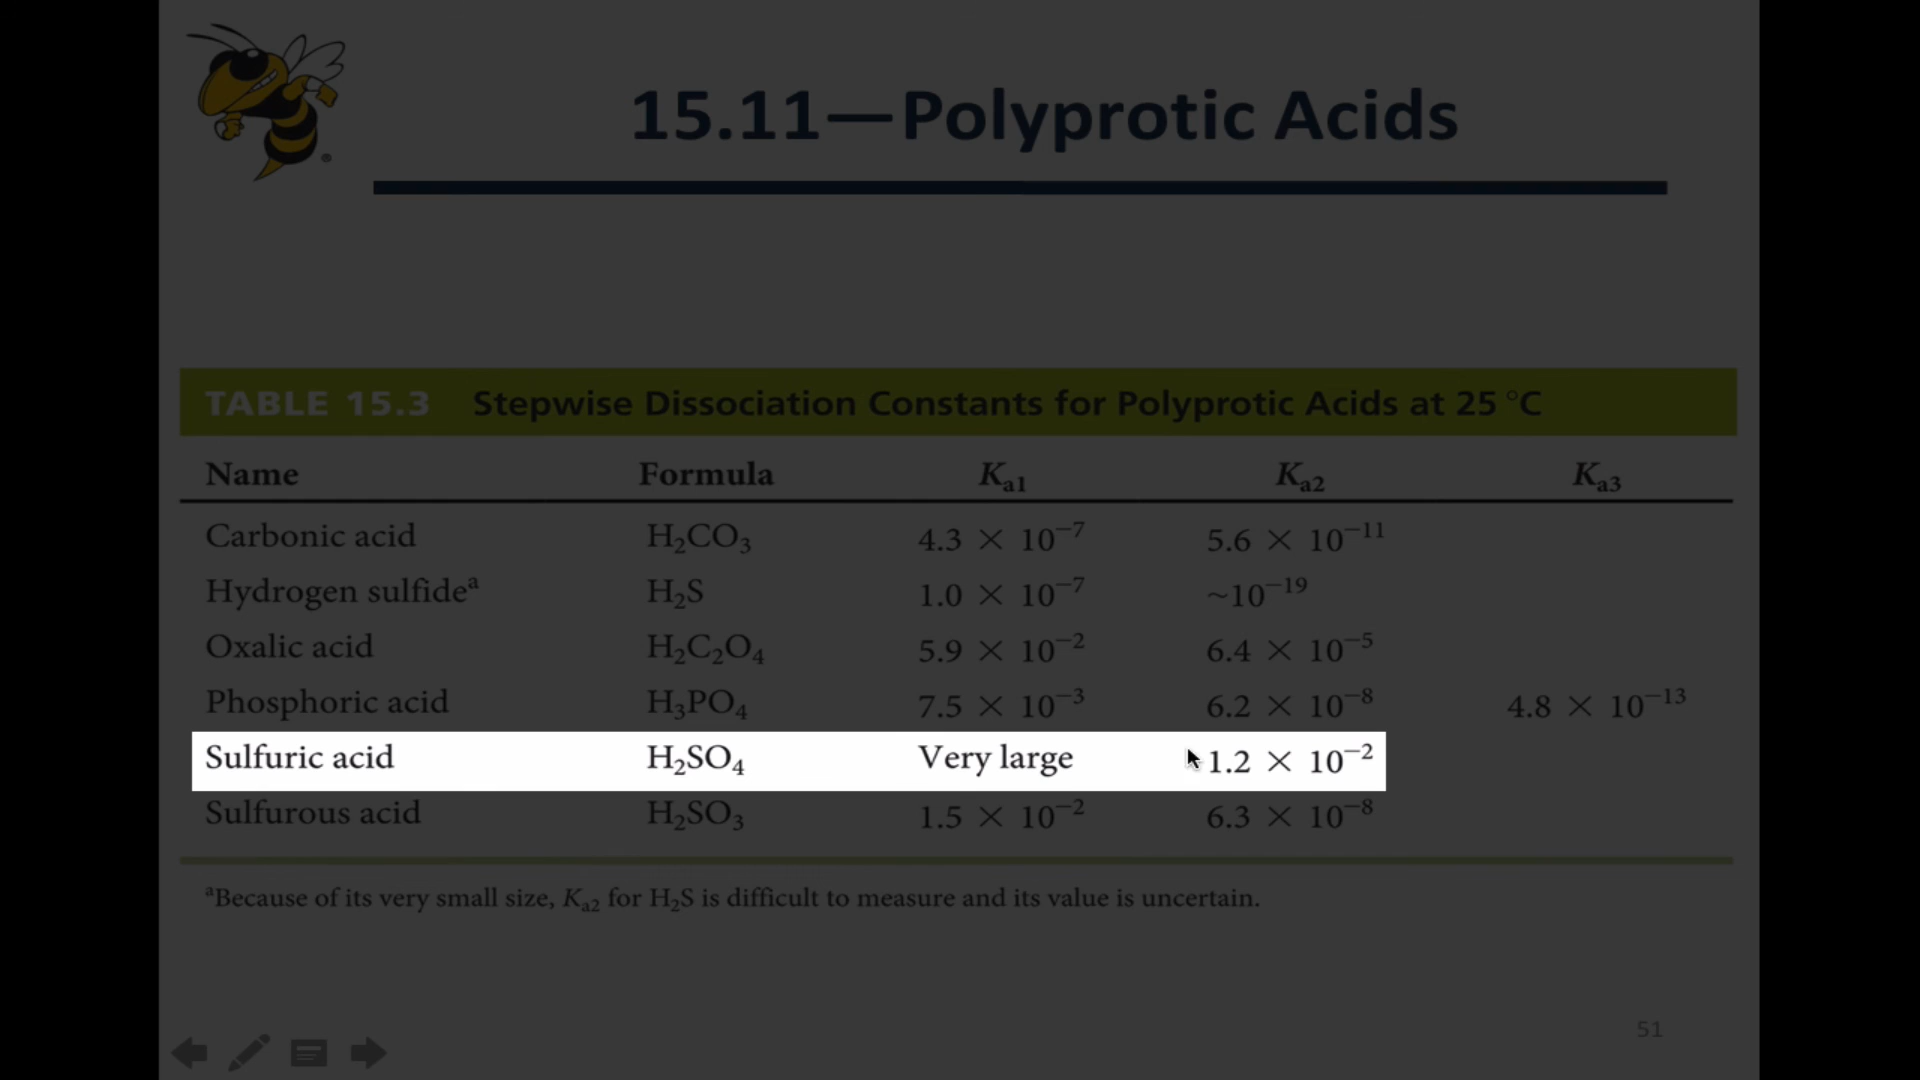 15.11—Polyprotic Acids
TABLE 15.3 Stepwise Dissociation Constants for Polyprotic Acids at 25 °C
Name Formula Kₐ₁ Kₐ₂ Kₐ₃
Carbonic acid H₂CO₃ 4.3 × 10⁻⁷ 5.6 × 10⁻¹¹
Hydrogen sulfideᵃ H₂S 1.0 × 10⁻⁷ ~10⁻¹⁹
Oxalic acid H₂C₂O₄ 5.9 × 10⁻² 6.4 × 10⁻⁵
Phosphoric acid H₃PO₄ 7.5 × 10⁻³ 6.2 × 10⁻⁸ 4.8 × 10⁻¹³
Sulfuric acid H₂SO₄ Very large 1.2 × 10⁻²
Sulfurous acid H₂SO₃ 1.5 × 10⁻² 6.3 × 10⁻⁸
ᵃBecause of its very small size, Kₐ₂ for H₂S is difficult to measure and its value is uncertain.
51
®